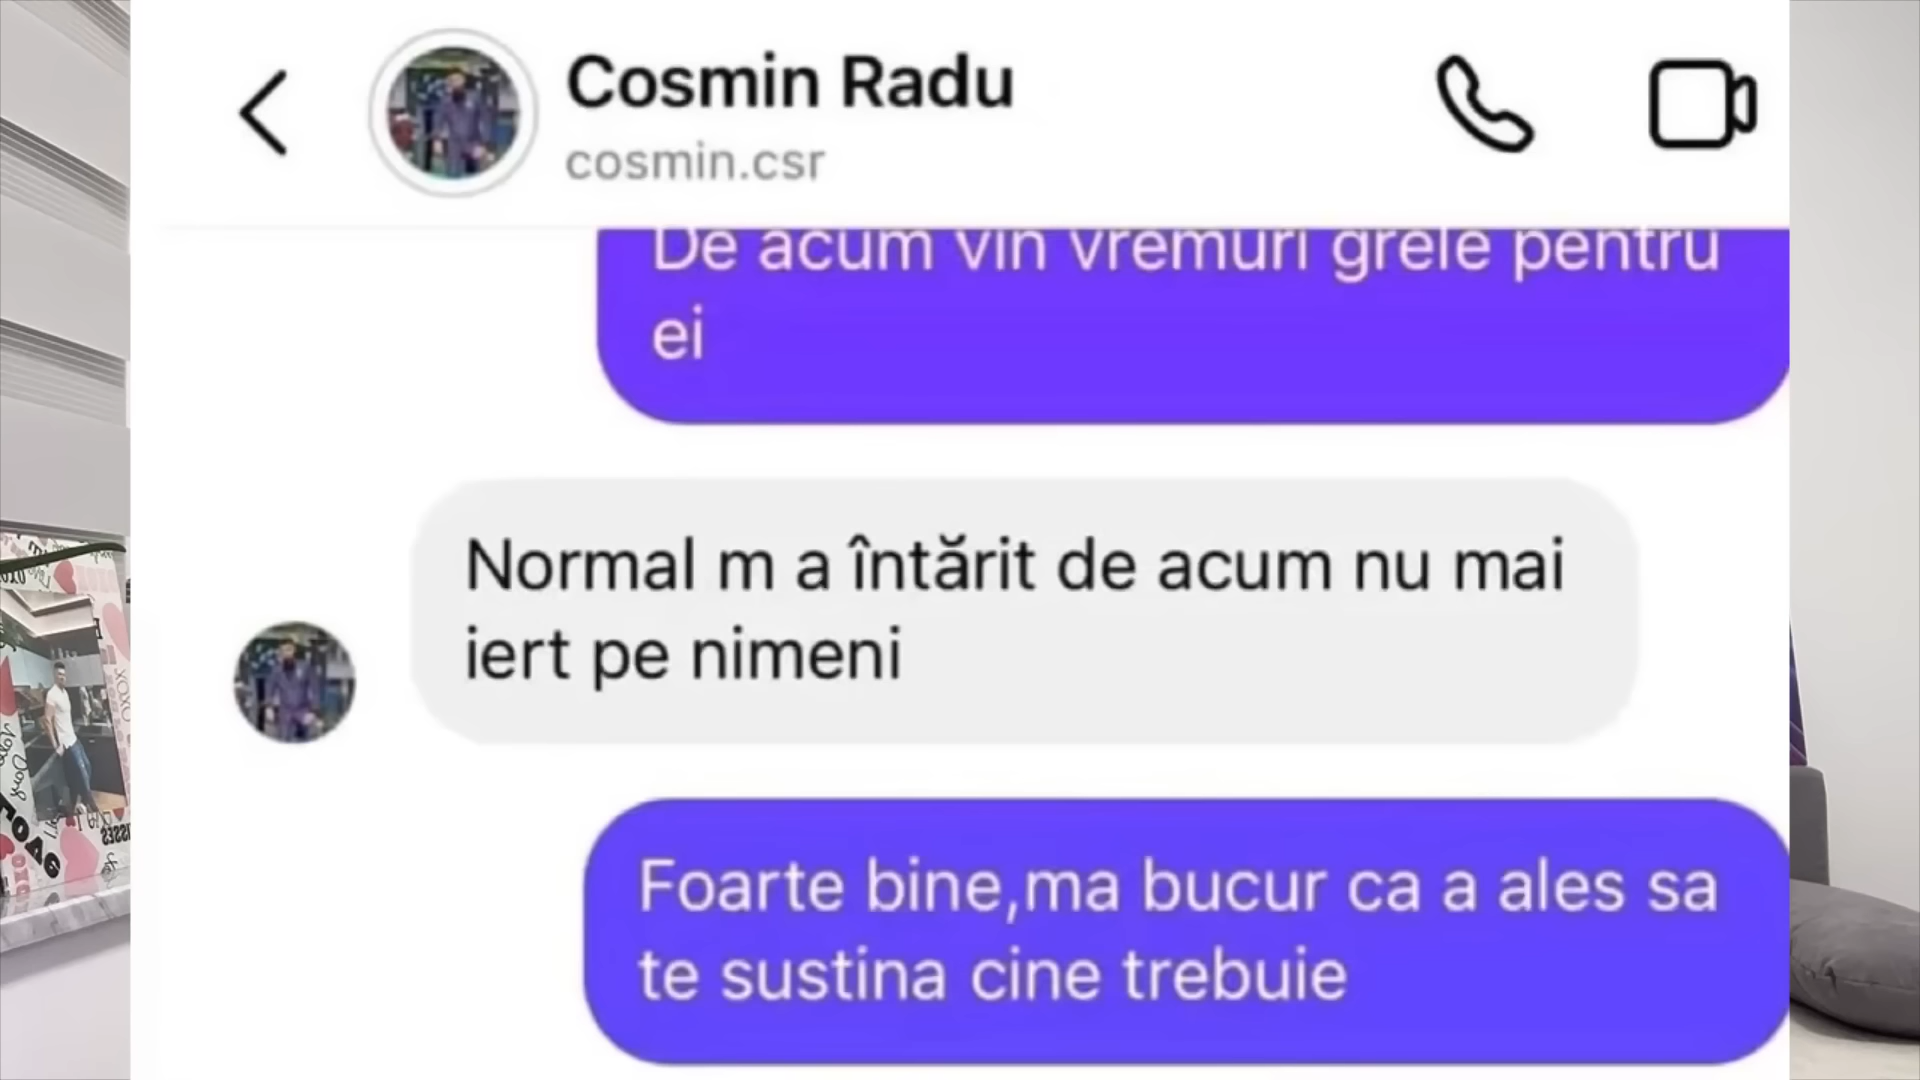 Cosmin Radu
cosmin.csr
De acum vin vremuri grele pentru
ei
Normal m a întărit de acum nu mai
iert pe nimeni
Foarte bine,ma bucur ca a ales sa
te sustina cine trebuie